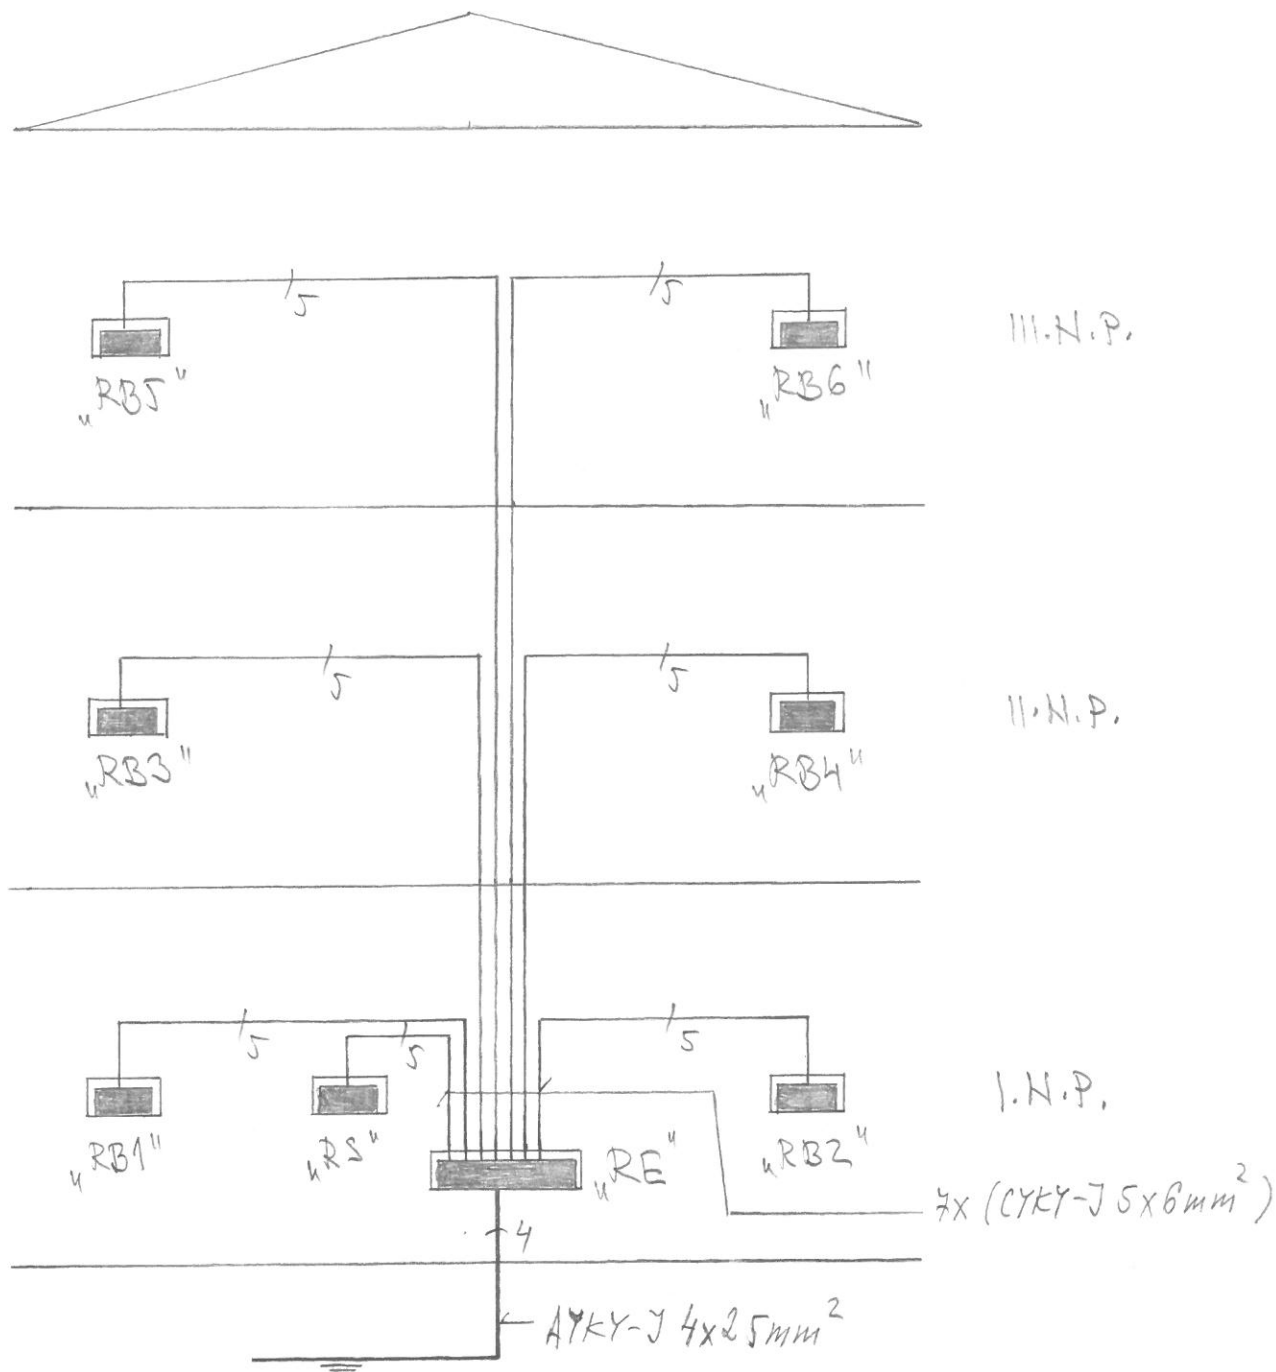 5
5
„RB5“
„RB6“
III.N.P.
5
5
„RB3“
„RB4“
II.N.P.
5
5
5
„RB1“
„RS“
„RE“
„RB2“
I.N.P.
7x (CYKY-J 5x6mm²)
4
AYKY-J 4x25mm²